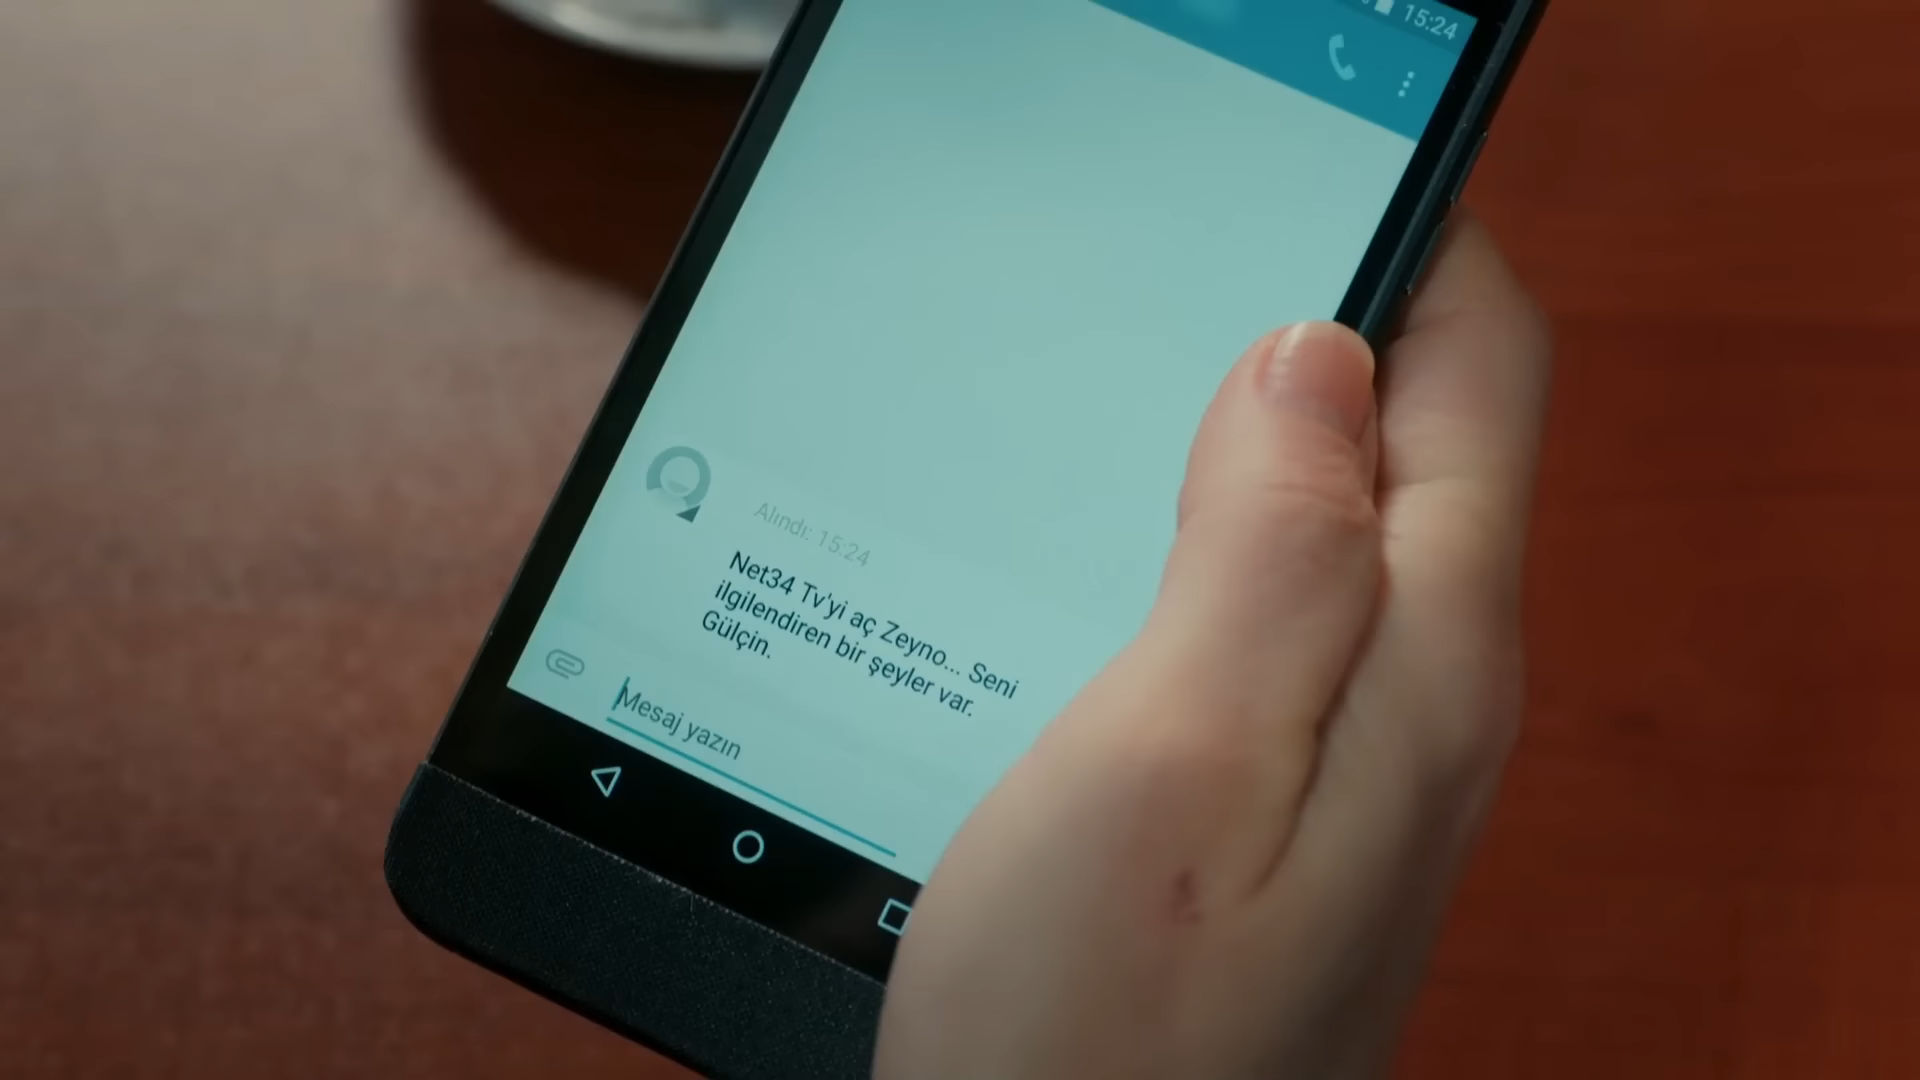 15:24
Alındı: 15:24
Net34 Tv'yi aç Zeyno... Seni
ilgilendiren bir şeyler var.
Gülçin.
Mesaj yazın